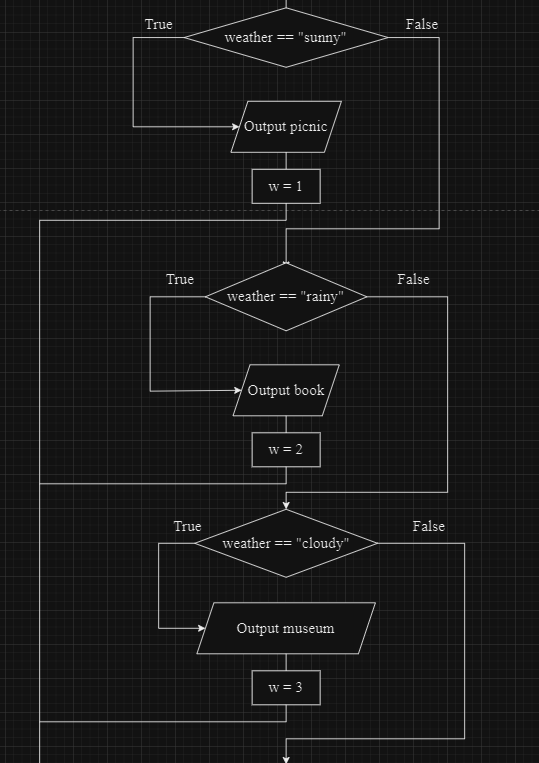 True
False
weather == "sunny"
Output picnic
w = 1
True
False
weather == "rainy"
Output book
w = 2
True
False
weather == "cloudy"
Output museum
w = 3